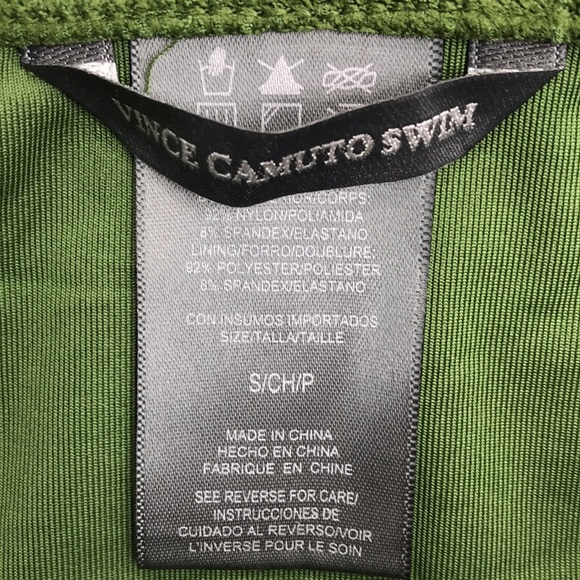 VINCE CAMUTO SWIM
92% NYLON/POLIAMIDA
8% SPANDEX/ELASTANO
LINING/FORRO/DOUBLURE:
92% POLYESTER/POLIESTER
8% SPANDEX/ELASTANO
CON INSUMOS IMPORTADOS
SIZE/TALLA/TAILLE
S/CH/P
MADE IN CHINA
HECHO EN CHINA
FABRIQUE EN CHINE
SEE REVERSE FOR CARE/
INSTRUCCIONES DE
CUIDADO AL REVERSO/VOIR
L'INVERSE POUR LE SOIN